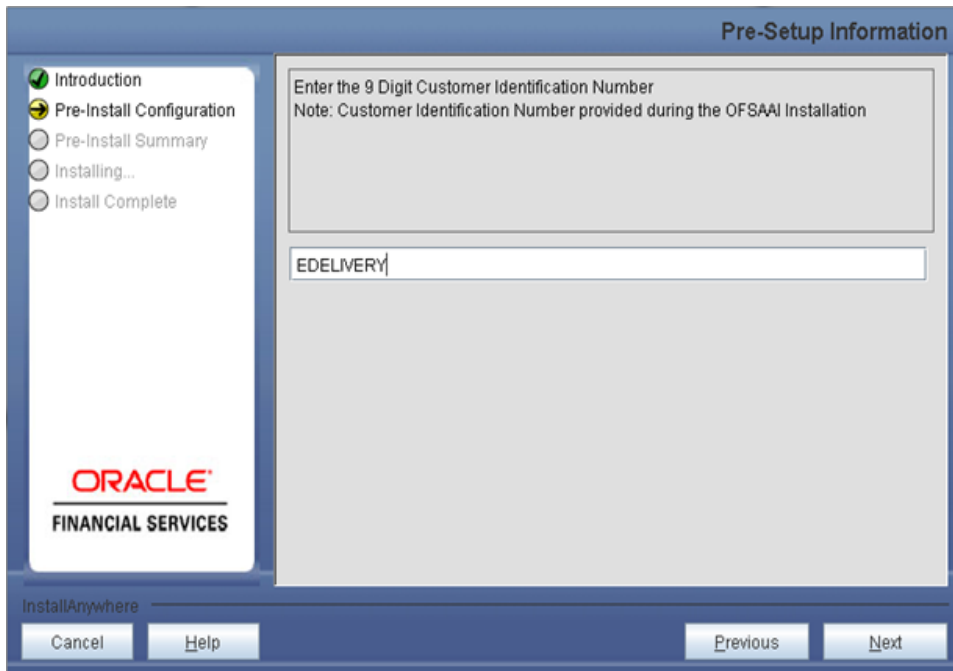 Pre-Setup Information
Introduction
Pre-Install Configuration
Pre-Install Summary
Installing...
Install Complete
Enter the 9 Digit Customer Identification Number
Note: Customer Identification Number provided during the OFSAAI Installation
EDELIVERY
ORACLE
FINANCIAL SERVICES
InstallAnywhere
Cancel
Help
Previous
Next